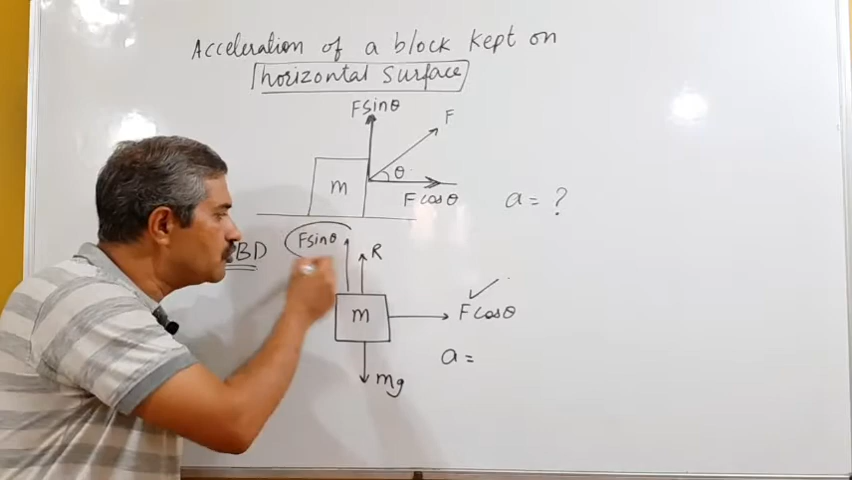 Acceleration of a block kept on
horizontal surface
Fsinθ
F
m
θ
Fcosθ
a = ?
BD
Fsinθ
R
m
Fcosθ
a =
mg